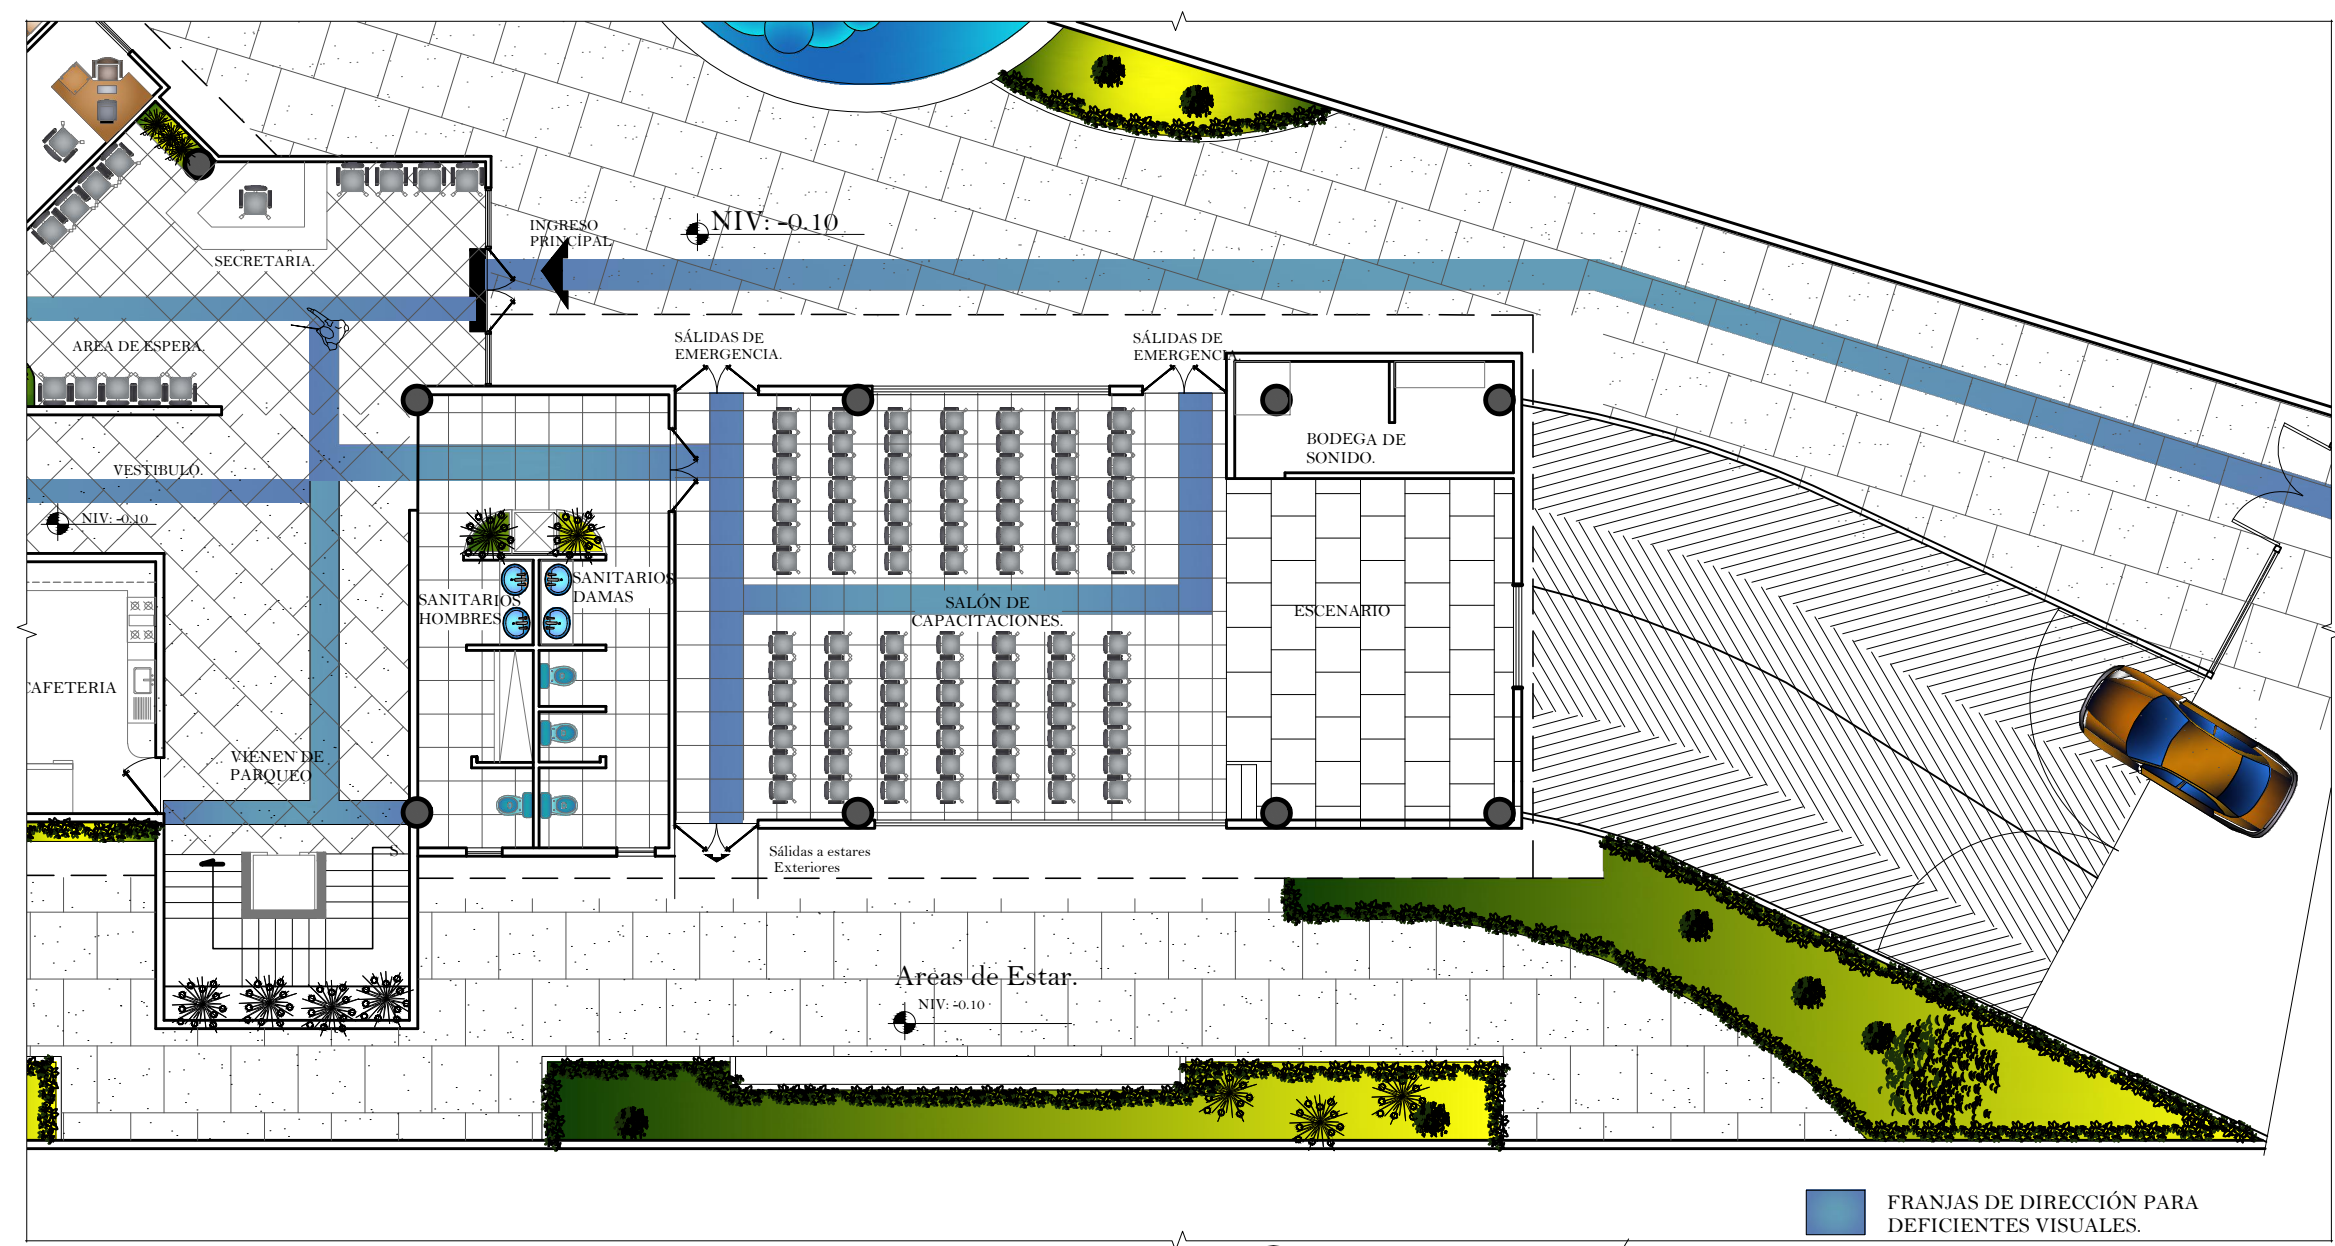 INGRESO
PRINCIPAL
NIV: -0.10
SECRETARIA.
AREA DE ESPERA.
SÁLIDAS DE
EMERGENCIA.
SÁLIDAS DE
EMERGENCIA.
BODEGA DE
SONIDO.
VESTIBULO.
NIV: -0.10
SANITARIOS
HOMBRES
SANITARIOS
DAMAS
SALÓN DE
CAPACITACIONES.
ESCENARIO
CAFETERIA
VIENEN DE
PARQUEO
S
Sálidas a estares
Exteriores
Areas de Estar.
NIV: -0.10
FRANJAS DE DIRECCIÓN PARA
DEFICIENTES VISUALES.